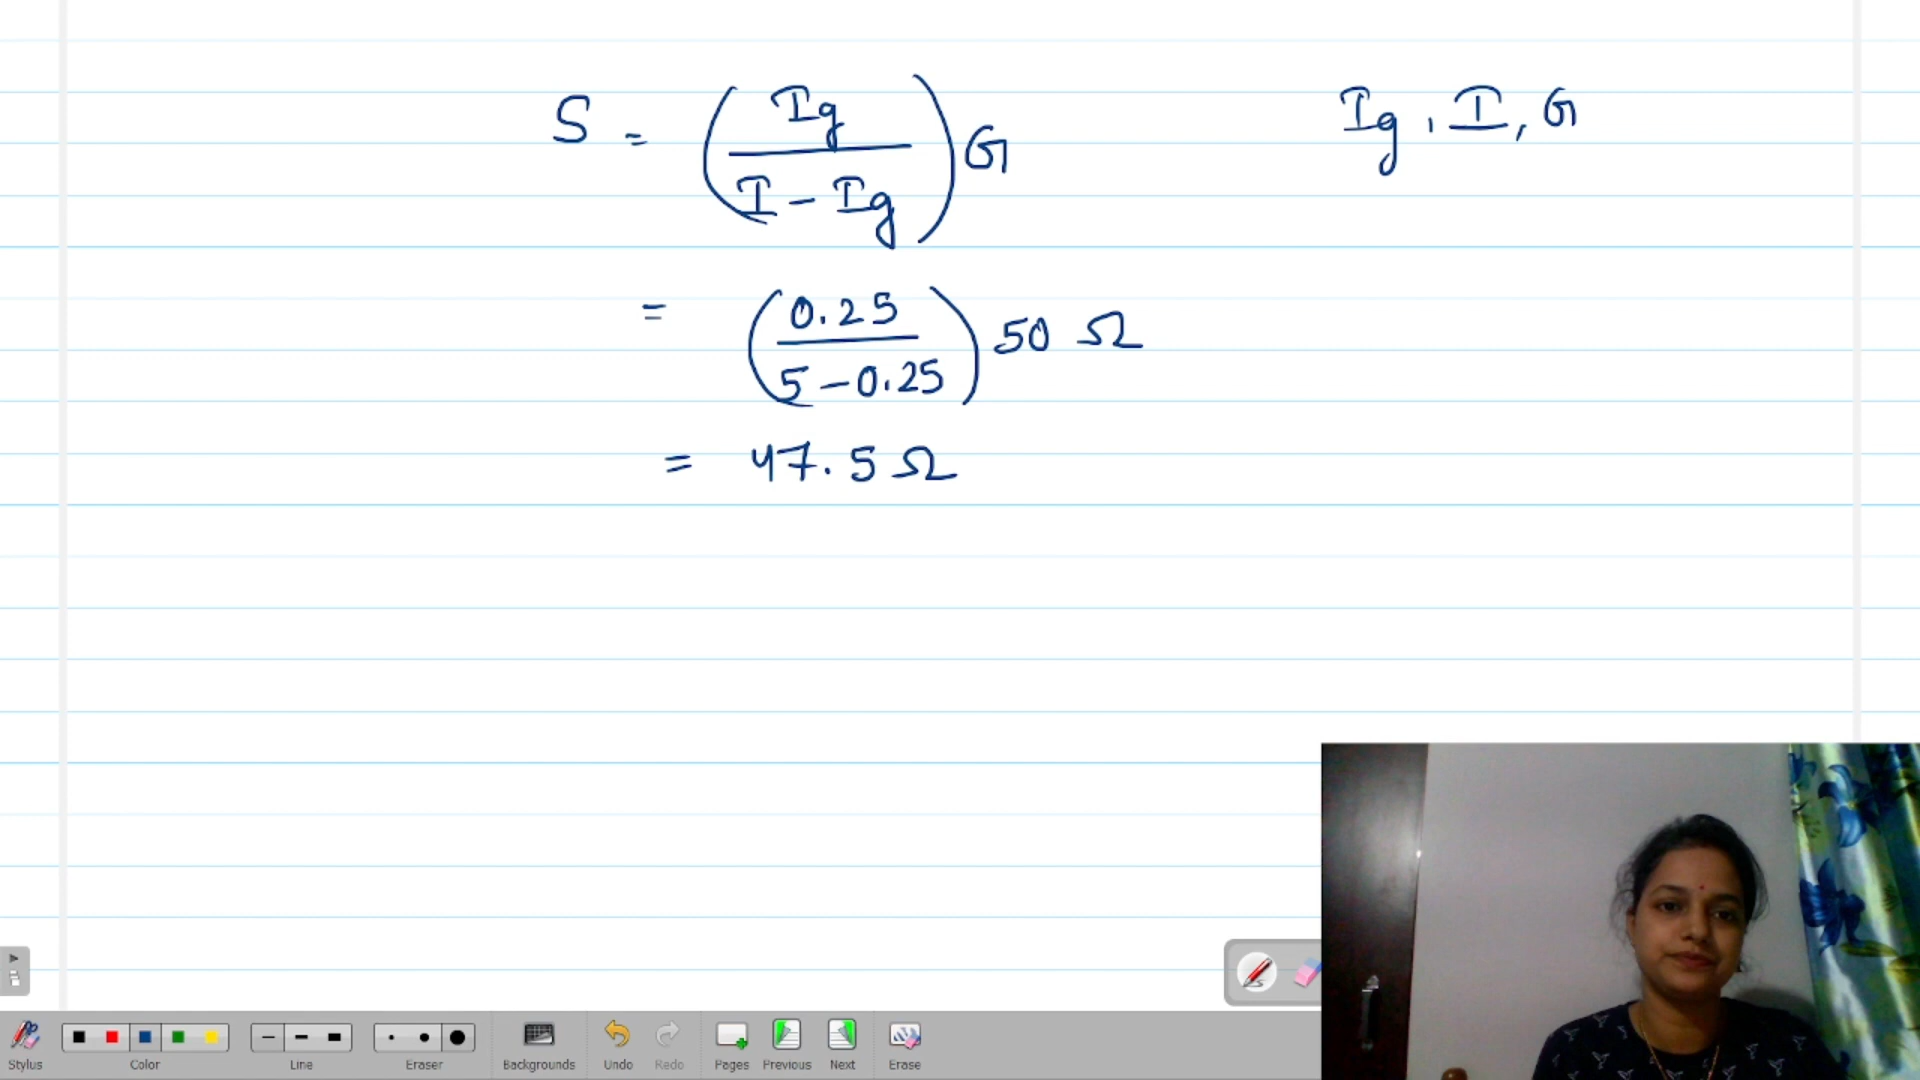 S = (Ig / I - Ig) G
Ig, I, G
= (0.25 / 5 - 0.25) 50 Ω
= 47.5 Ω
Stylus Color Line Eraser Backgrounds Undo Redo Pages Previous Next Erase